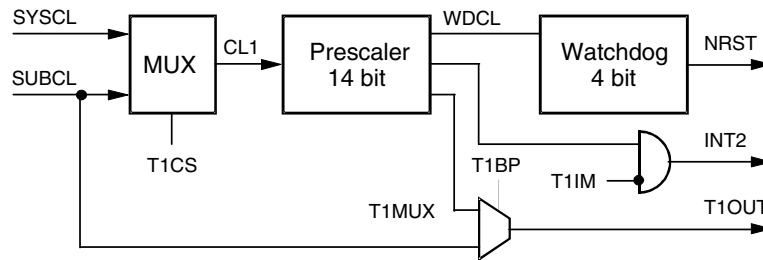 SYSCL
WDCL
NRST
CL1
MUX
Prescaler
14 bit
Watchdog
4 bit
SUBCL
INT2
T1CS
T1BP
T1IM
T1MUX
T1OUT